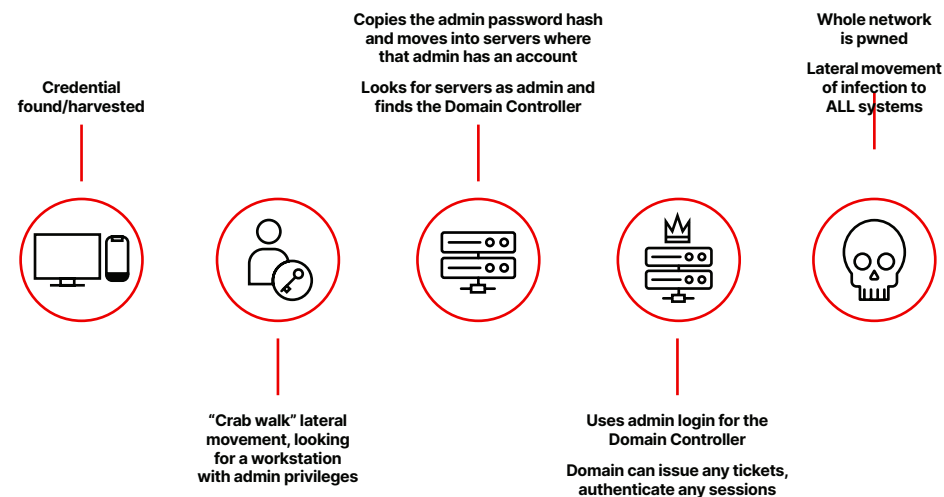 Credential
found/harvested
“Crab walk” lateral
movement, looking
for a workstation
with admin privileges
Copies the admin password hash
and moves into servers where
that admin has an account
Looks for servers as admin and
finds the Domain Controller
Uses admin login for the
Domain Controller
Domain can issue any tickets,
authenticate any sessions
Whole network
is pwned
Lateral movement
of infection to
ALL systems